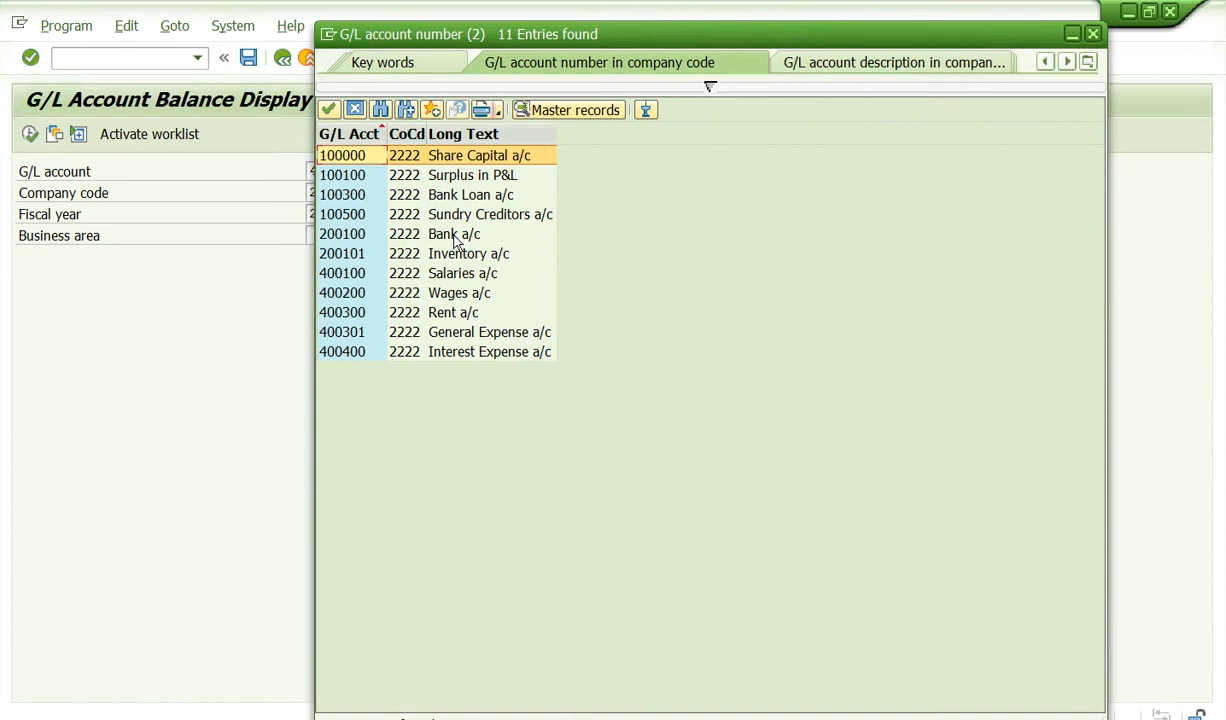 Program Edit Goto System Help
G/L Account Balance Display
Activate worklist
G/L account
Company code
Fiscal year
Business area
G/L account number (2) 11 Entries found
Key words G/L account number in company code G/L account description in compan...
Master records
G/L Acct CoCd Long Text
100000 2222 Share Capital a/c
100100 2222 Surplus in P&L
100300 2222 Bank Loan a/c
100500 2222 Sundry Creditors a/c
200100 2222 Bank a/c
200101 2222 Inventory a/c
400100 2222 Salaries a/c
400200 2222 Wages a/c
400300 2222 Rent a/c
400301 2222 General Expense a/c
400400 2222 Interest Expense a/c